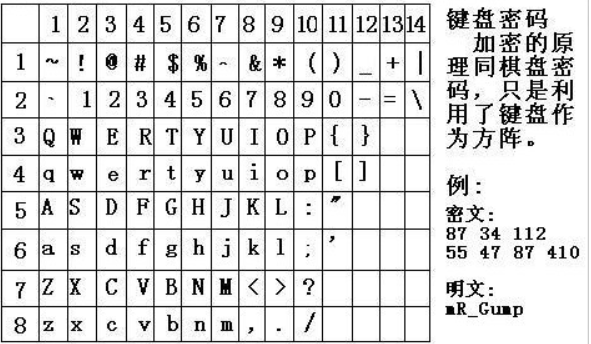 1 2 3 4 5 6 7 8 9 10 11 12 13 14
1 ~ ! @ # $ % ^ & * ( ) _ + |
2 ` 1 2 3 4 5 6 7 8 9 0 - = \
3 Q W E R T Y U I O P { }
4 q w e r t y u i o p [ ]
5 A S D F G H J K L : "
6 a s d f g h j k l ; '
7 Z X C V B N M < > ?
8 z x c v b n m , . /
键盘密码
加密的原
理同棋盘密
码，只是利
用了键盘作
为方阵。
例：
密文：
87 34 112
55 47 87 410
明文：
mR_Gump